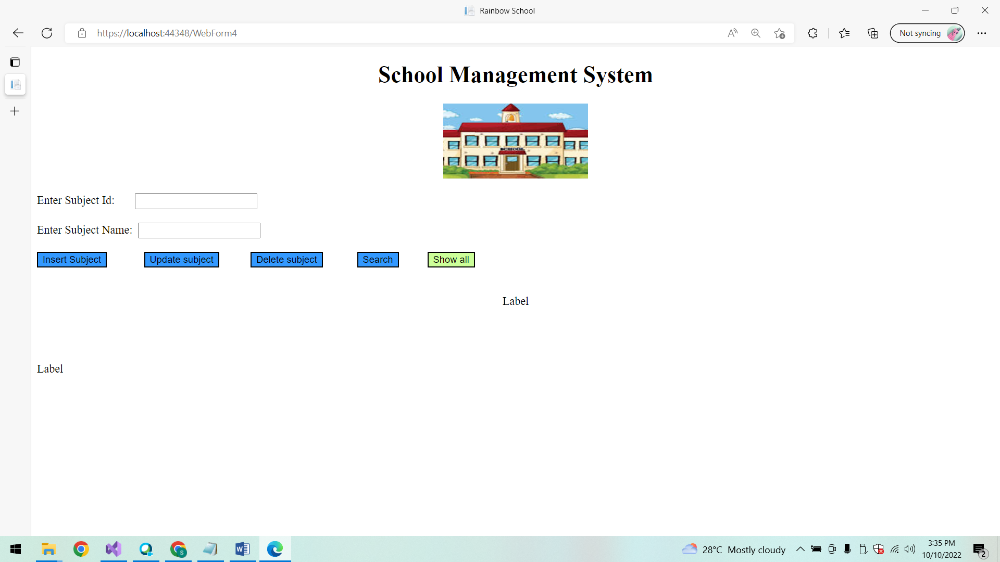 Rainbow School
https://localhost:44348/WebForm4
Not syncing
School Management System
SCHOOL
Enter Subject Id:
Enter Subject Name:
Insert Subject Update subject Delete subject Search Show all
Label
Label
28°C Mostly cloudy
3:35 PM
10/10/2022
2